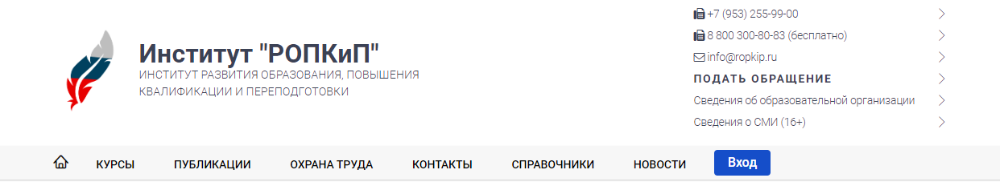 Институт "РОПКиП"
ИНСТИТУТ РАЗВИТИЯ ОБРАЗОВАНИЯ, ПОВЫШЕНИЯ
КВАЛИФИКАЦИИ И ПЕРЕПОДГОТОВКИ
+7 (953) 255-99-00
8 800 300-80-83 (бесплатно)
info@ropkip.ru
ПОДАТЬ ОБРАЩЕНИЕ
Сведения об образовательной организации
Сведения о СМИ (16+)
КУРСЫ ПУБЛИКАЦИИ ОХРАНА ТРУДА КОНТАКТЫ СПРАВОЧНИКИ НОВОСТИ Вход